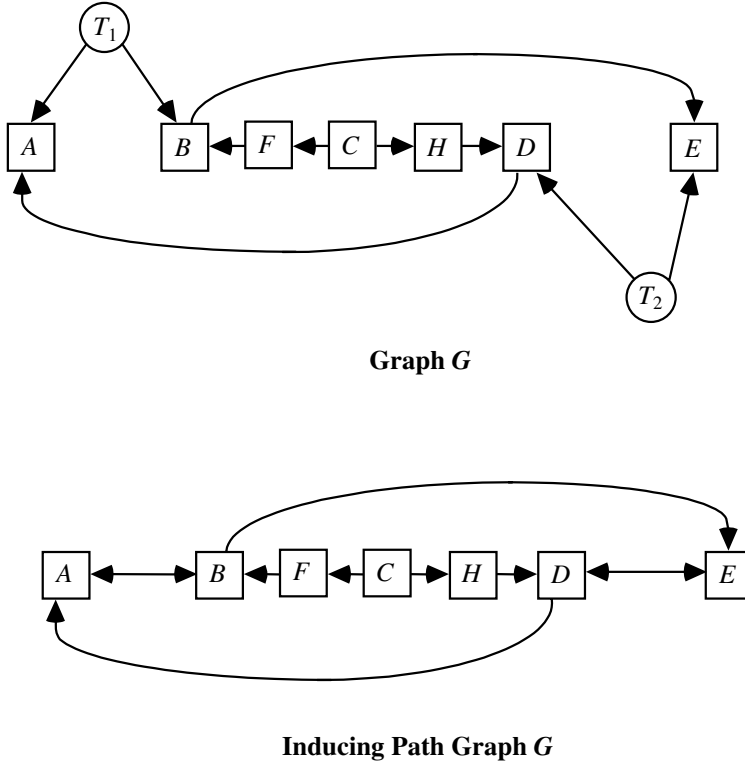 T1
A B F C H D E
T2
Graph G
A B F C H D E
Inducing Path Graph G